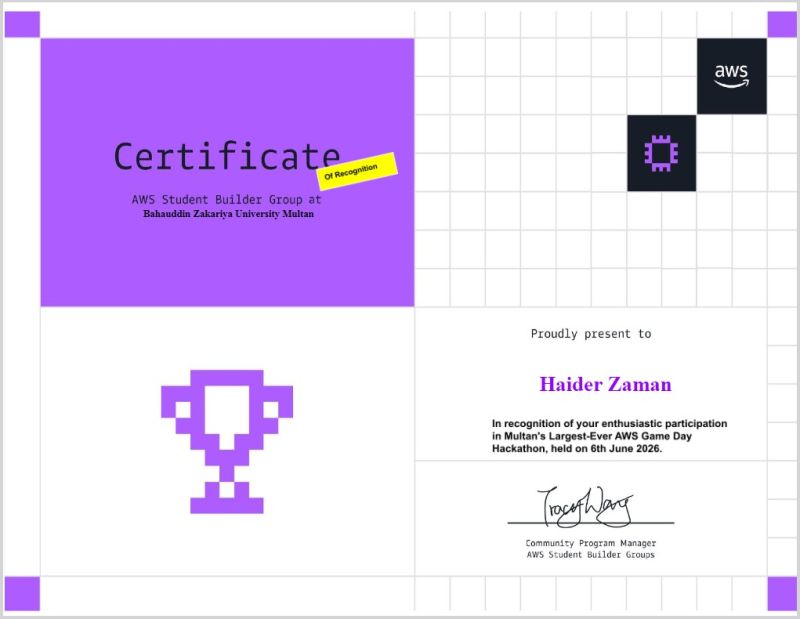 aws
Certificate
Of Recognition
AWS Student Builder Group at
Bahauddin Zakariya University Multan
Proudly present to
Haider Zaman
In recognition of your enthusiastic participation
in Multan's Largest-Ever AWS Game Day
Hackathon, held on 6th June 2026.
Tracy Wang
Community Program Manager
AWS Student Builder Groups